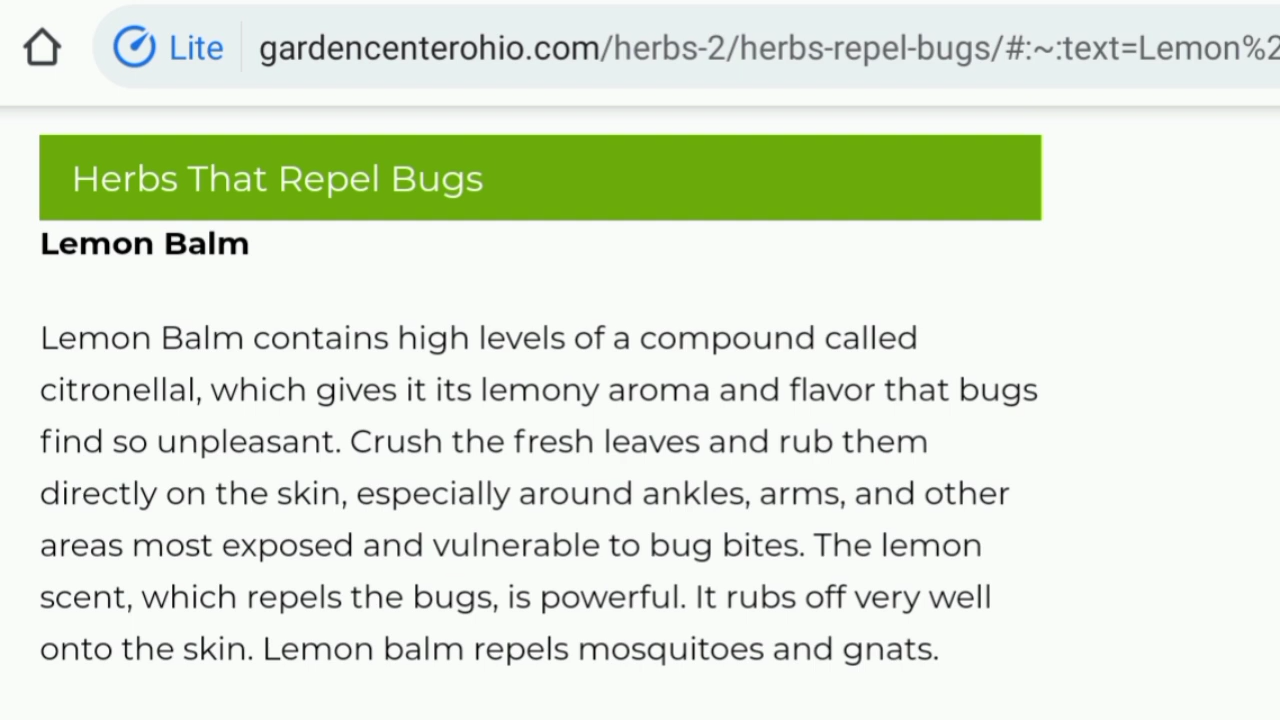 Lite gardencenterohio.com/herbs-2/herbs-repel-bugs/#:~:text=Lemon%2
Herbs That Repel Bugs
Lemon Balm
Lemon Balm contains high levels of a compound called
citronellal, which gives it its lemony aroma and flavor that bugs
find so unpleasant. Crush the fresh leaves and rub them
directly on the skin, especially around ankles, arms, and other
areas most exposed and vulnerable to bug bites. The lemon
scent, which repels the bugs, is powerful. It rubs off very well
onto the skin. Lemon balm repels mosquitoes and gnats.